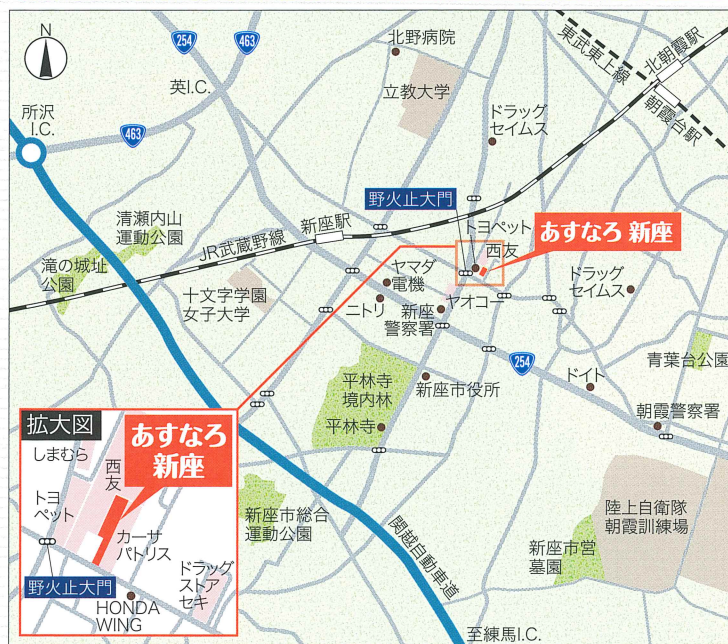 N
254
463
北野病院
東武東上線
北朝霞駅
朝霞台駅
所沢
I.C.
英I.C.
463
立教大学
ドラッグ
セイムス
野火止大門
トヨペット
西友
あすなろ 新座
清瀬内山
運動公園
滝の城址
公園
JR武蔵野線
新座駅
十文字学園
女子大学
ヤマダ
電機
ニトリ
新座
警察署
ヤオコー
ドラッグ
セイムス
254
青葉台公園
平林寺
境内林
平林寺
新座市役所
ドイト
朝霞警察署
拡大図
しまむら
西友
あすなろ
新座
トヨ
ペット
カーサ
パトリス
野火止大門
HONDA
WING
ドラッグ
ストア
セキ
新座市総合
運動公園
関越自動車道
新座市営
墓園
陸上自衛隊
朝霞訓練場
至練馬I.C.